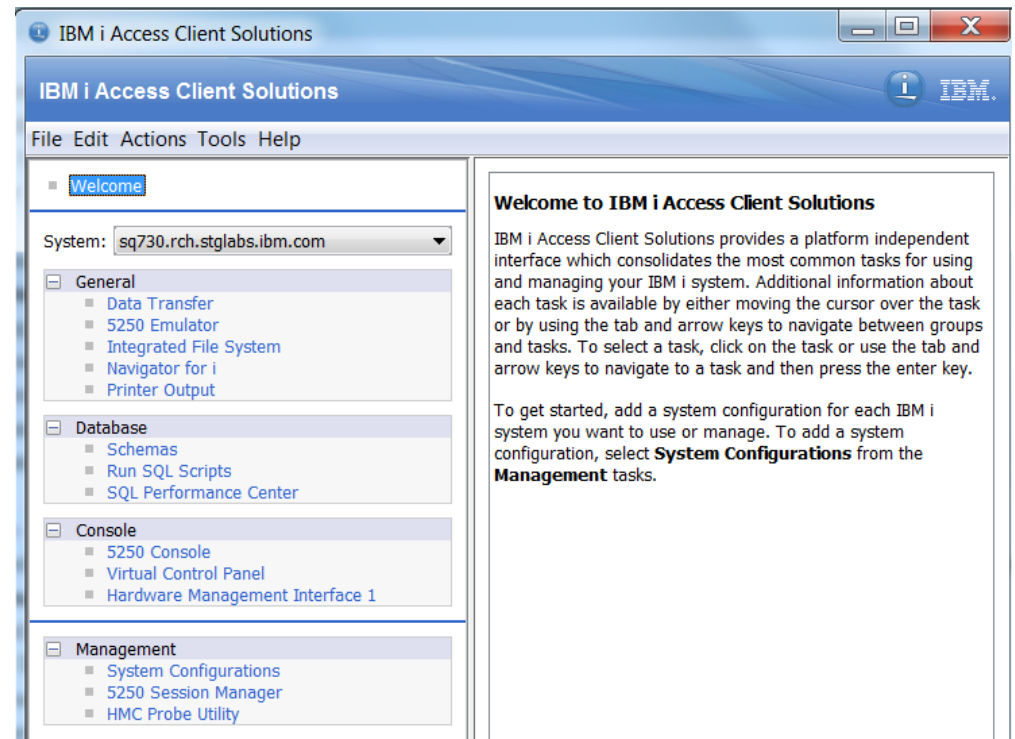 IBM i Access Client Solutions
IBM i Access Client Solutions
i IBM.
File Edit Actions Tools Help
Welcome
System: sq730.rch.stglabs.ibm.com
General
Data Transfer
5250 Emulator
Integrated File System
Navigator for i
Printer Output
Database
Schemas
Run SQL Scripts
SQL Performance Center
Console
5250 Console
Virtual Control Panel
Hardware Management Interface 1
Management
System Configurations
5250 Session Manager
HMC Probe Utility
Welcome to IBM i Access Client Solutions
IBM i Access Client Solutions provides a platform independent
interface which consolidates the most common tasks for using
and managing your IBM i system. Additional information about
each task is available by either moving the cursor over the task
or by using the tab and arrow keys to navigate between groups
and tasks. To select a task, click on the task or use the tab and
arrow keys to navigate to a task and then press the enter key.
To get started, add a system configuration for each IBM i
system you want to use or manage. To add a system
configuration, select System Configurations from the
Management tasks.